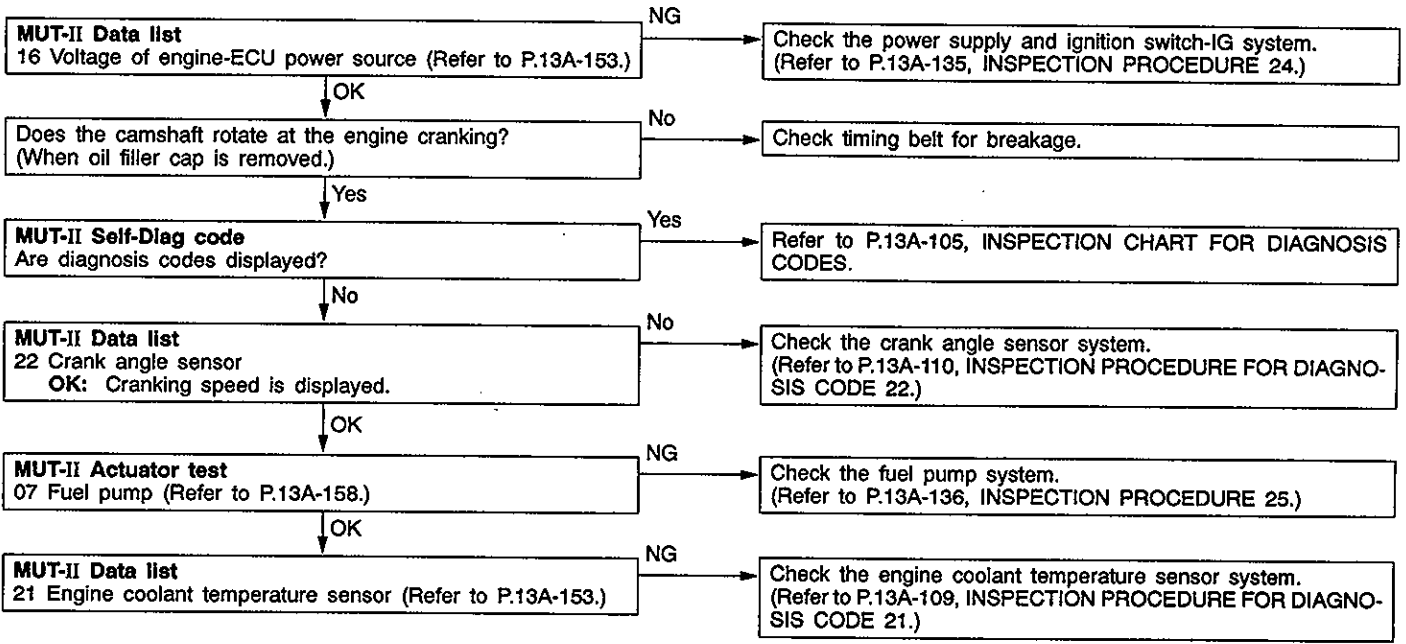 MUT-II Data list
16 Voltage of engine-ECU power source (Refer to P.13A-153.)
NG
Check the power supply and ignition switch-IG system.
(Refer to P.13A-135, INSPECTION PROCEDURE 24.)
OK
Does the camshaft rotate at the engine cranking?
(When oil filler cap is removed.)
No
Check timing belt for breakage.
Yes
MUT-II Self-Diag code
Are diagnosis codes displayed?
Yes
Refer to P.13A-105, INSPECTION CHART FOR DIAGNOSIS
CODES.
No
MUT-II Data list
22 Crank angle sensor
OK: Cranking speed is displayed.
No
Check the crank angle sensor system.
(Refer to P.13A-110, INSPECTION PROCEDURE FOR DIAGNO-
SIS CODE 22.)
OK
MUT-II Actuator test
07 Fuel pump (Refer to P.13A-158.)
NG
Check the fuel pump system.
(Refer to P.13A-136, INSPECTION PROCEDURE 25.)
OK
MUT-II Data list
21 Engine coolant temperature sensor (Refer to P.13A-153.)
NG
Check the engine coolant temperature sensor system.
(Refer to P.13A-109, INSPECTION PROCEDURE FOR DIAGNO-
SIS CODE 21.)